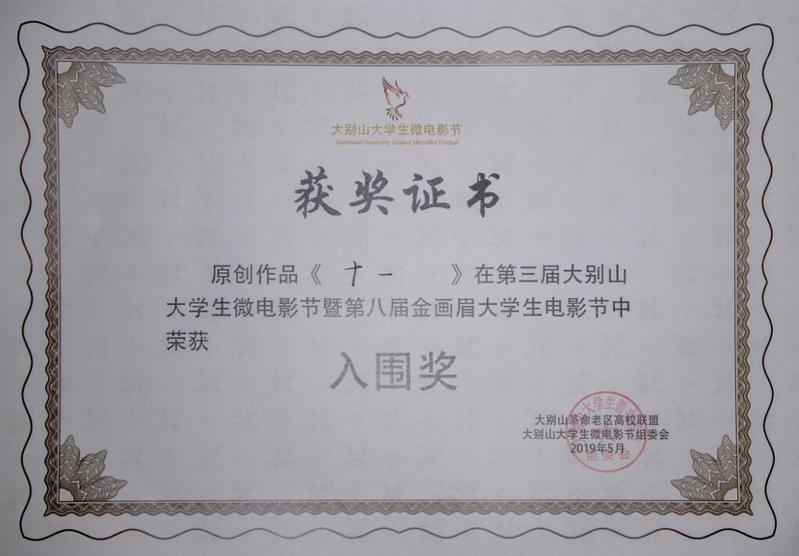 大别山大学生微电影节
Dabieshan University Student Microfilm Festival
获奖证书
原创作品《 十一 》在第三届大别山
大学生微电影节暨第八届金画眉大学生电影节中
荣获
入围奖
大别山革命老区高校联盟
大别山大学生微电影节组委会
2019年5月